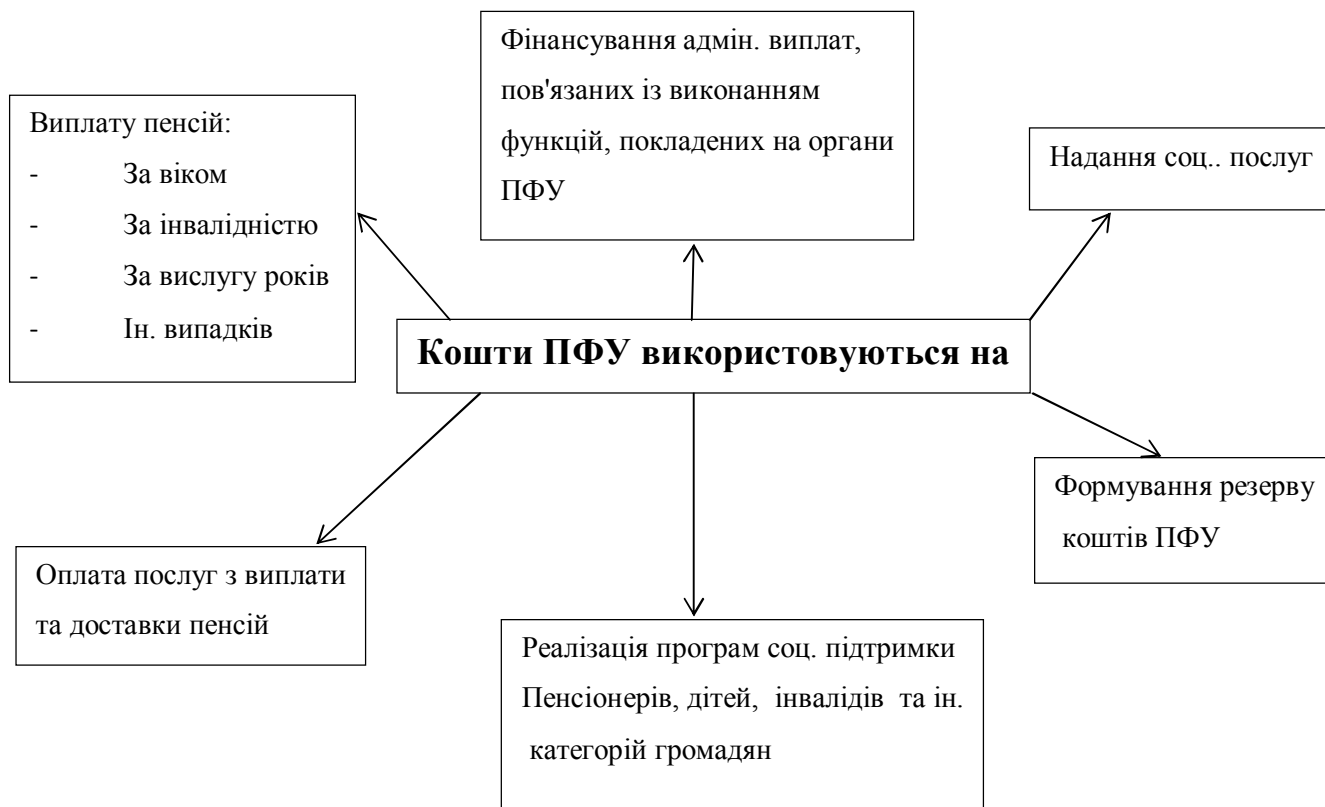 Фінансування адмін. виплат,
пов'язаних із виконанням
функцій, покладених на органи
ПФУ
Виплату пенсій:
- За віком
- За інвалідністю
- За вислугу років
- Ін. випадків
Надання соц.. послуг
Кошти ПФУ використовуються на
Формування резерву
коштів ПФУ
Оплата послуг з виплати
та доставки пенсій
Реалізація програм соц. підтримки
Пенсіонерів, дітей, інвалідів та ін.
категорій громадян